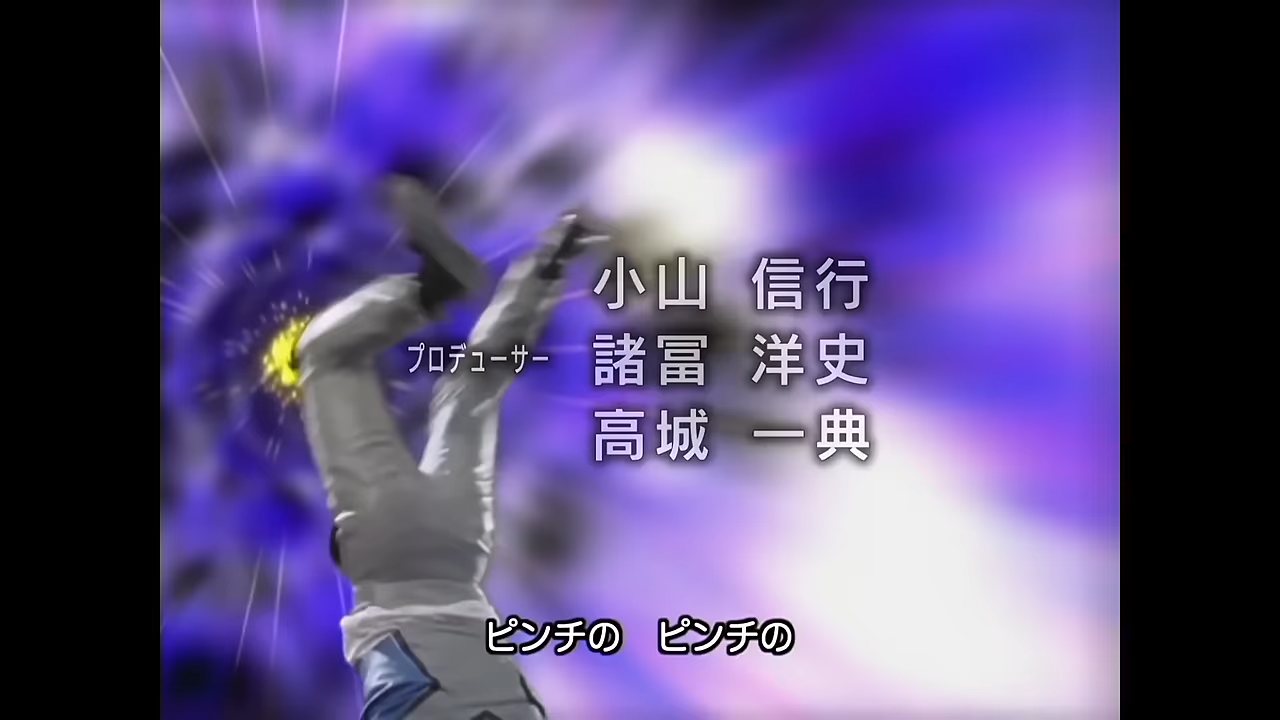 小山 信行
プロデューサー 諸冨 洋史
高城 一典
ピンチの ピンチの